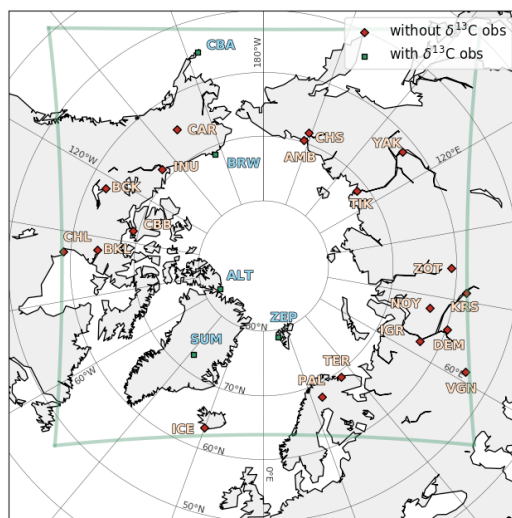 without δ¹³C obs
with δ¹³C obs
CBA
180°W
CAR
CHS
YAK
BRW
AMB
120°E
120°W
INU
BCK
TIK
CBB
CHL
BKL
ZOT
ALT
KRS
NOY
ZEP
IGR
DEM
80°N
SUM
TER
60°W
60°E
70°N
PAL
VGN
ICE
60°N
0°E
50°N